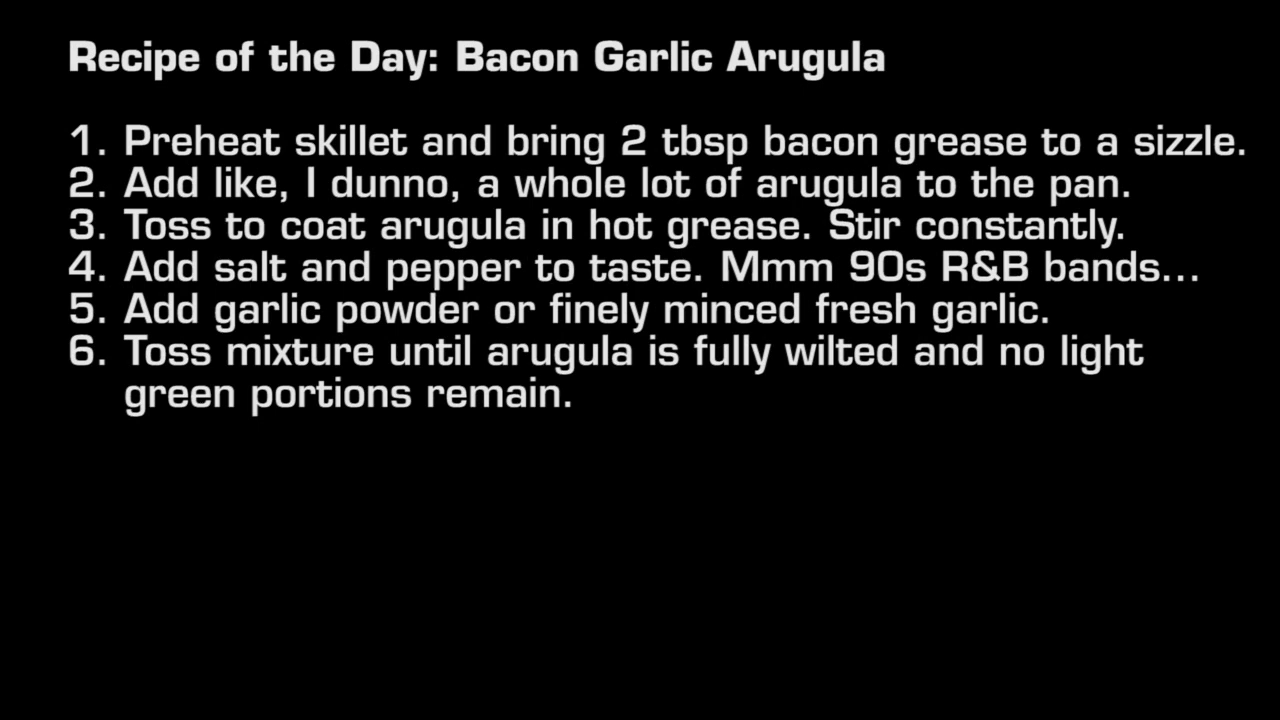 Recipe of the Day: Bacon Garlic Arugula
1. Preheat skillet and bring 2 tbsp bacon grease to a sizzle.
2. Add like, I dunno, a whole lot of arugula to the pan.
3. Toss to coat arugula in hot grease. Stir constantly.
4. Add salt and pepper to taste. Mmm 90s R&B bands...
5. Add garlic powder or finely minced fresh garlic.
6. Toss mixture until arugula is fully wilted and no light
green portions remain.